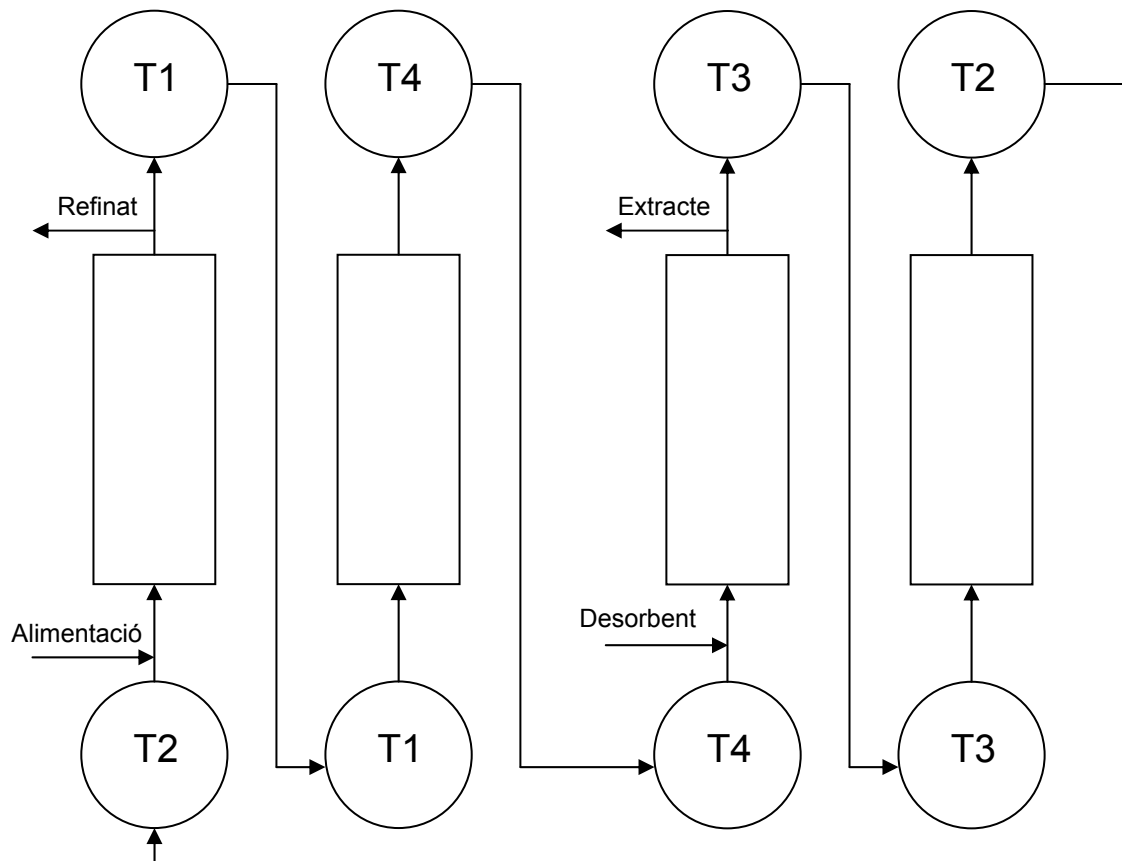 T1
T4
T3
T2
Refinat
Extracte
Alimentació
Desorbent
T2
T1
T4
T3